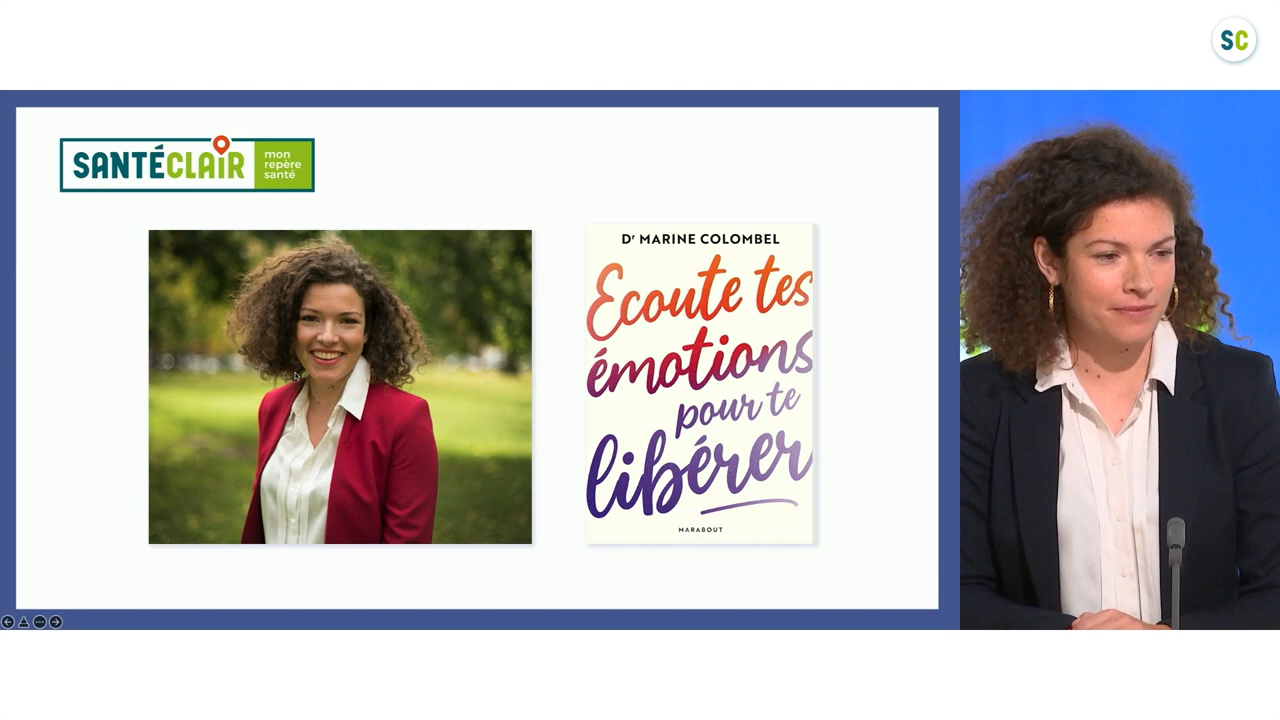 SC
SANTÉCLAIR
mon
repère
santé
Dr MARINE COLOMBEL
Ecoute tes
émotions
pour te
libérer
MARABOUT